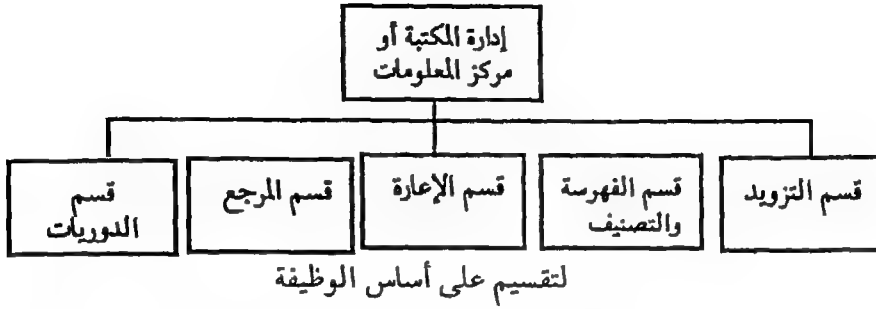 إدارة المكتبة أو
مركز المعلومات
قسم التزويد
قسم الفهرسة
والتصنيف
قسم الإعارة
قسم المرجع
قسم
الدوريات
لتقسيم على أساس الوظيفة